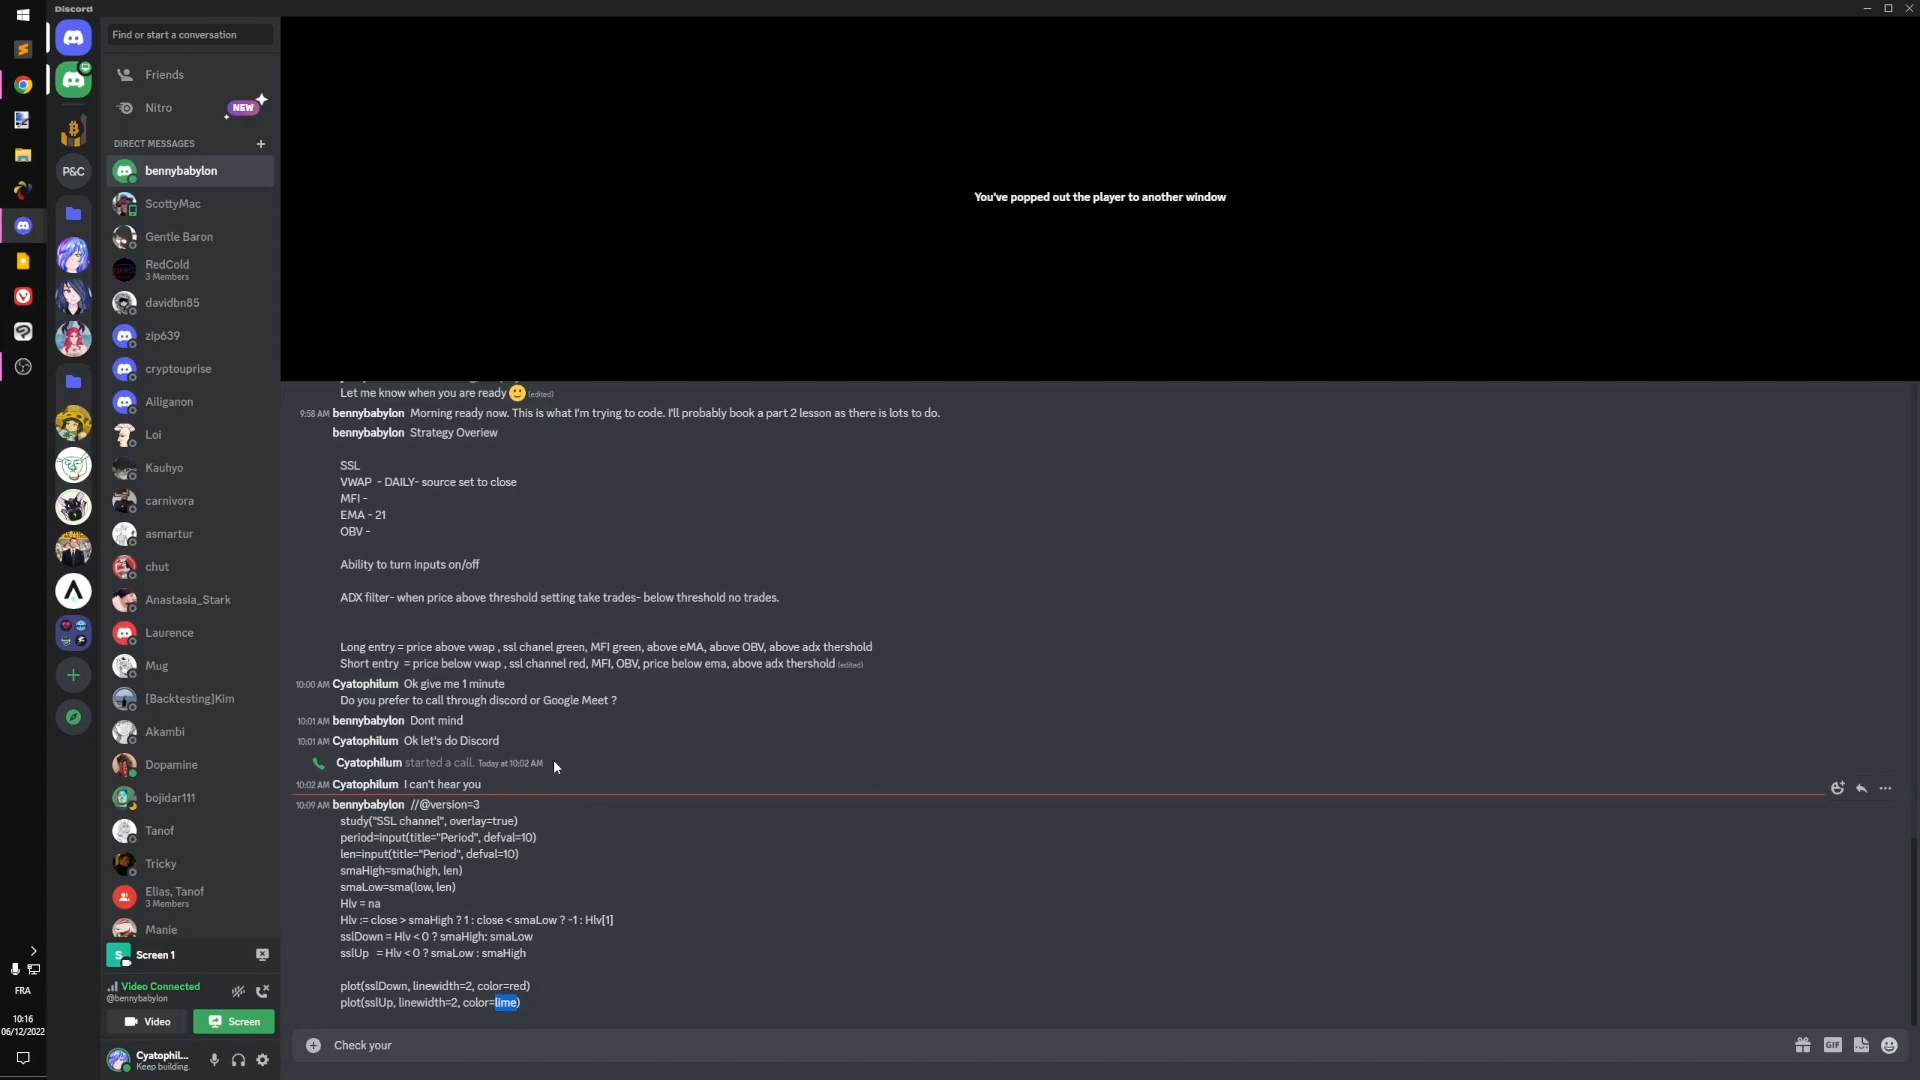 Discord
Find or start a conversation
Friends
Nitro
NEW
DIRECT MESSAGES
P&C
bennybabylon
ScottyMac
Gentle Baron
RedCold
3 Members
davidbn85
zip639
cryptouprise
Ailiganon
Loi
Kauhyo
carnivora
asmartur
chut
Anastasia_Stark
Laurence
Mug
[Backtesting]Kim
Akambi
Dopamine
bojidar111
Tanof
Tricky
Elias, Tanof
3 Members
Manie
S
Screen 1
Video Connected
@bennybabylon
Video
Screen
Cyatophil...
Keep building.
FRA
10:16
06/12/2022
You've popped out the player to another window
Let me know when you are ready (edited)
9:58 AM bennybabylon Morning ready now. This is what I'm trying to code. I'll probably book a part 2 lesson as there is lots to do.
bennybabylon Strategy Overiew
SSL
VWAP - DAILY- source set to close
MFI -
EMA - 21
OBV -
Ability to turn inputs on/off
ADX filter- when price above threshold setting take trades- below threshold no trades.
Long entry = price above vwap , ssl chanel green, MFI green, above eMA, above OBV, above adx thershold
Short entry = price below vwap , ssl channel red, MFI, OBV, price below ema, above adx thershold (edited)
10:00 AM Cyatophilum Ok give me 1 minute
Do you prefer to call through discord or Google Meet ?
10:01 AM bennybabylon Dont mind
10:01 AM Cyatophilum Ok let's do Discord
Cyatophilum started a call. Today at 10:02 AM
10:02 AM Cyatophilum I can't hear you
10:09 AM bennybabylon //@version=3
study("SSL channel", overlay=true)
period=input(title="Period", defval=10)
len=input(title="Period", defval=10)
smaHigh=sma(high, len)
smaLow=sma(low, len)
Hlv = na
Hlv := close > smaHigh ? 1 : close < smaLow ? -1 : Hlv[1]
sslDown = Hlv < 0 ? smaHigh: smaLow
sslUp = Hlv < 0 ? smaLow : smaHigh
plot(sslDown, linewidth=2, color=red)
plot(sslUp, linewidth=2, color=lime)
Check your
GIF